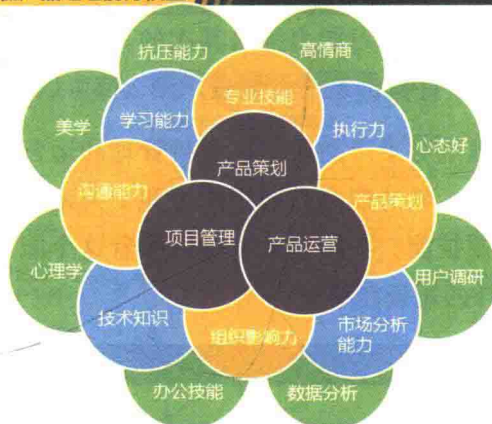 抗压能力
高情商
专业技能
美学
学习能力
执行力
心态好
产品策划
沟通能力
产品策划
项目管理
产品运营
心理学
用户调研
技术知识
组织影响力
市场分析
能力
办公技能
数据分析